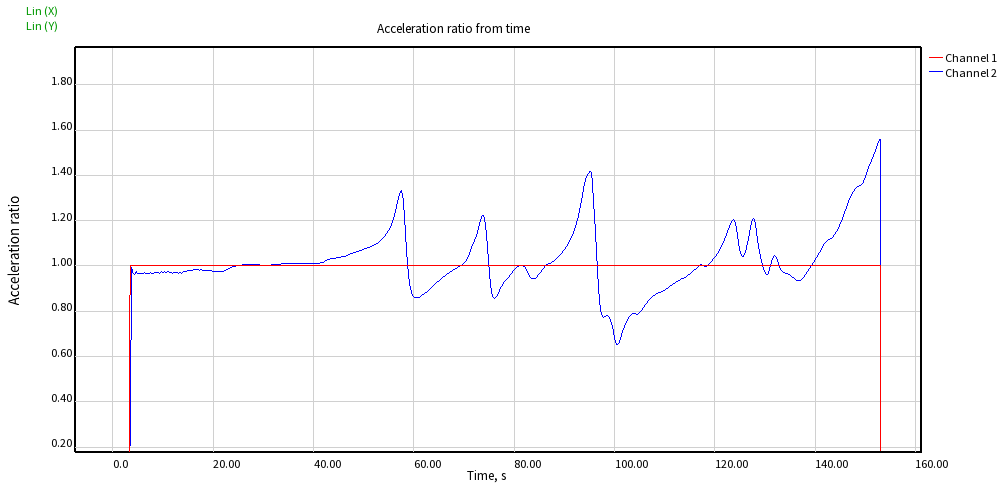 Lin (X)
Lin (Y)
Acceleration ratio from time
Channel 1
Channel 2
1.80
1.60
1.40
1.20
1.00
0.80
0.60
0.40
0.20
Acceleration ratio
0.0 20.00 40.00 60.00 80.00 100.00 120.00 140.00 160.00
Time, s